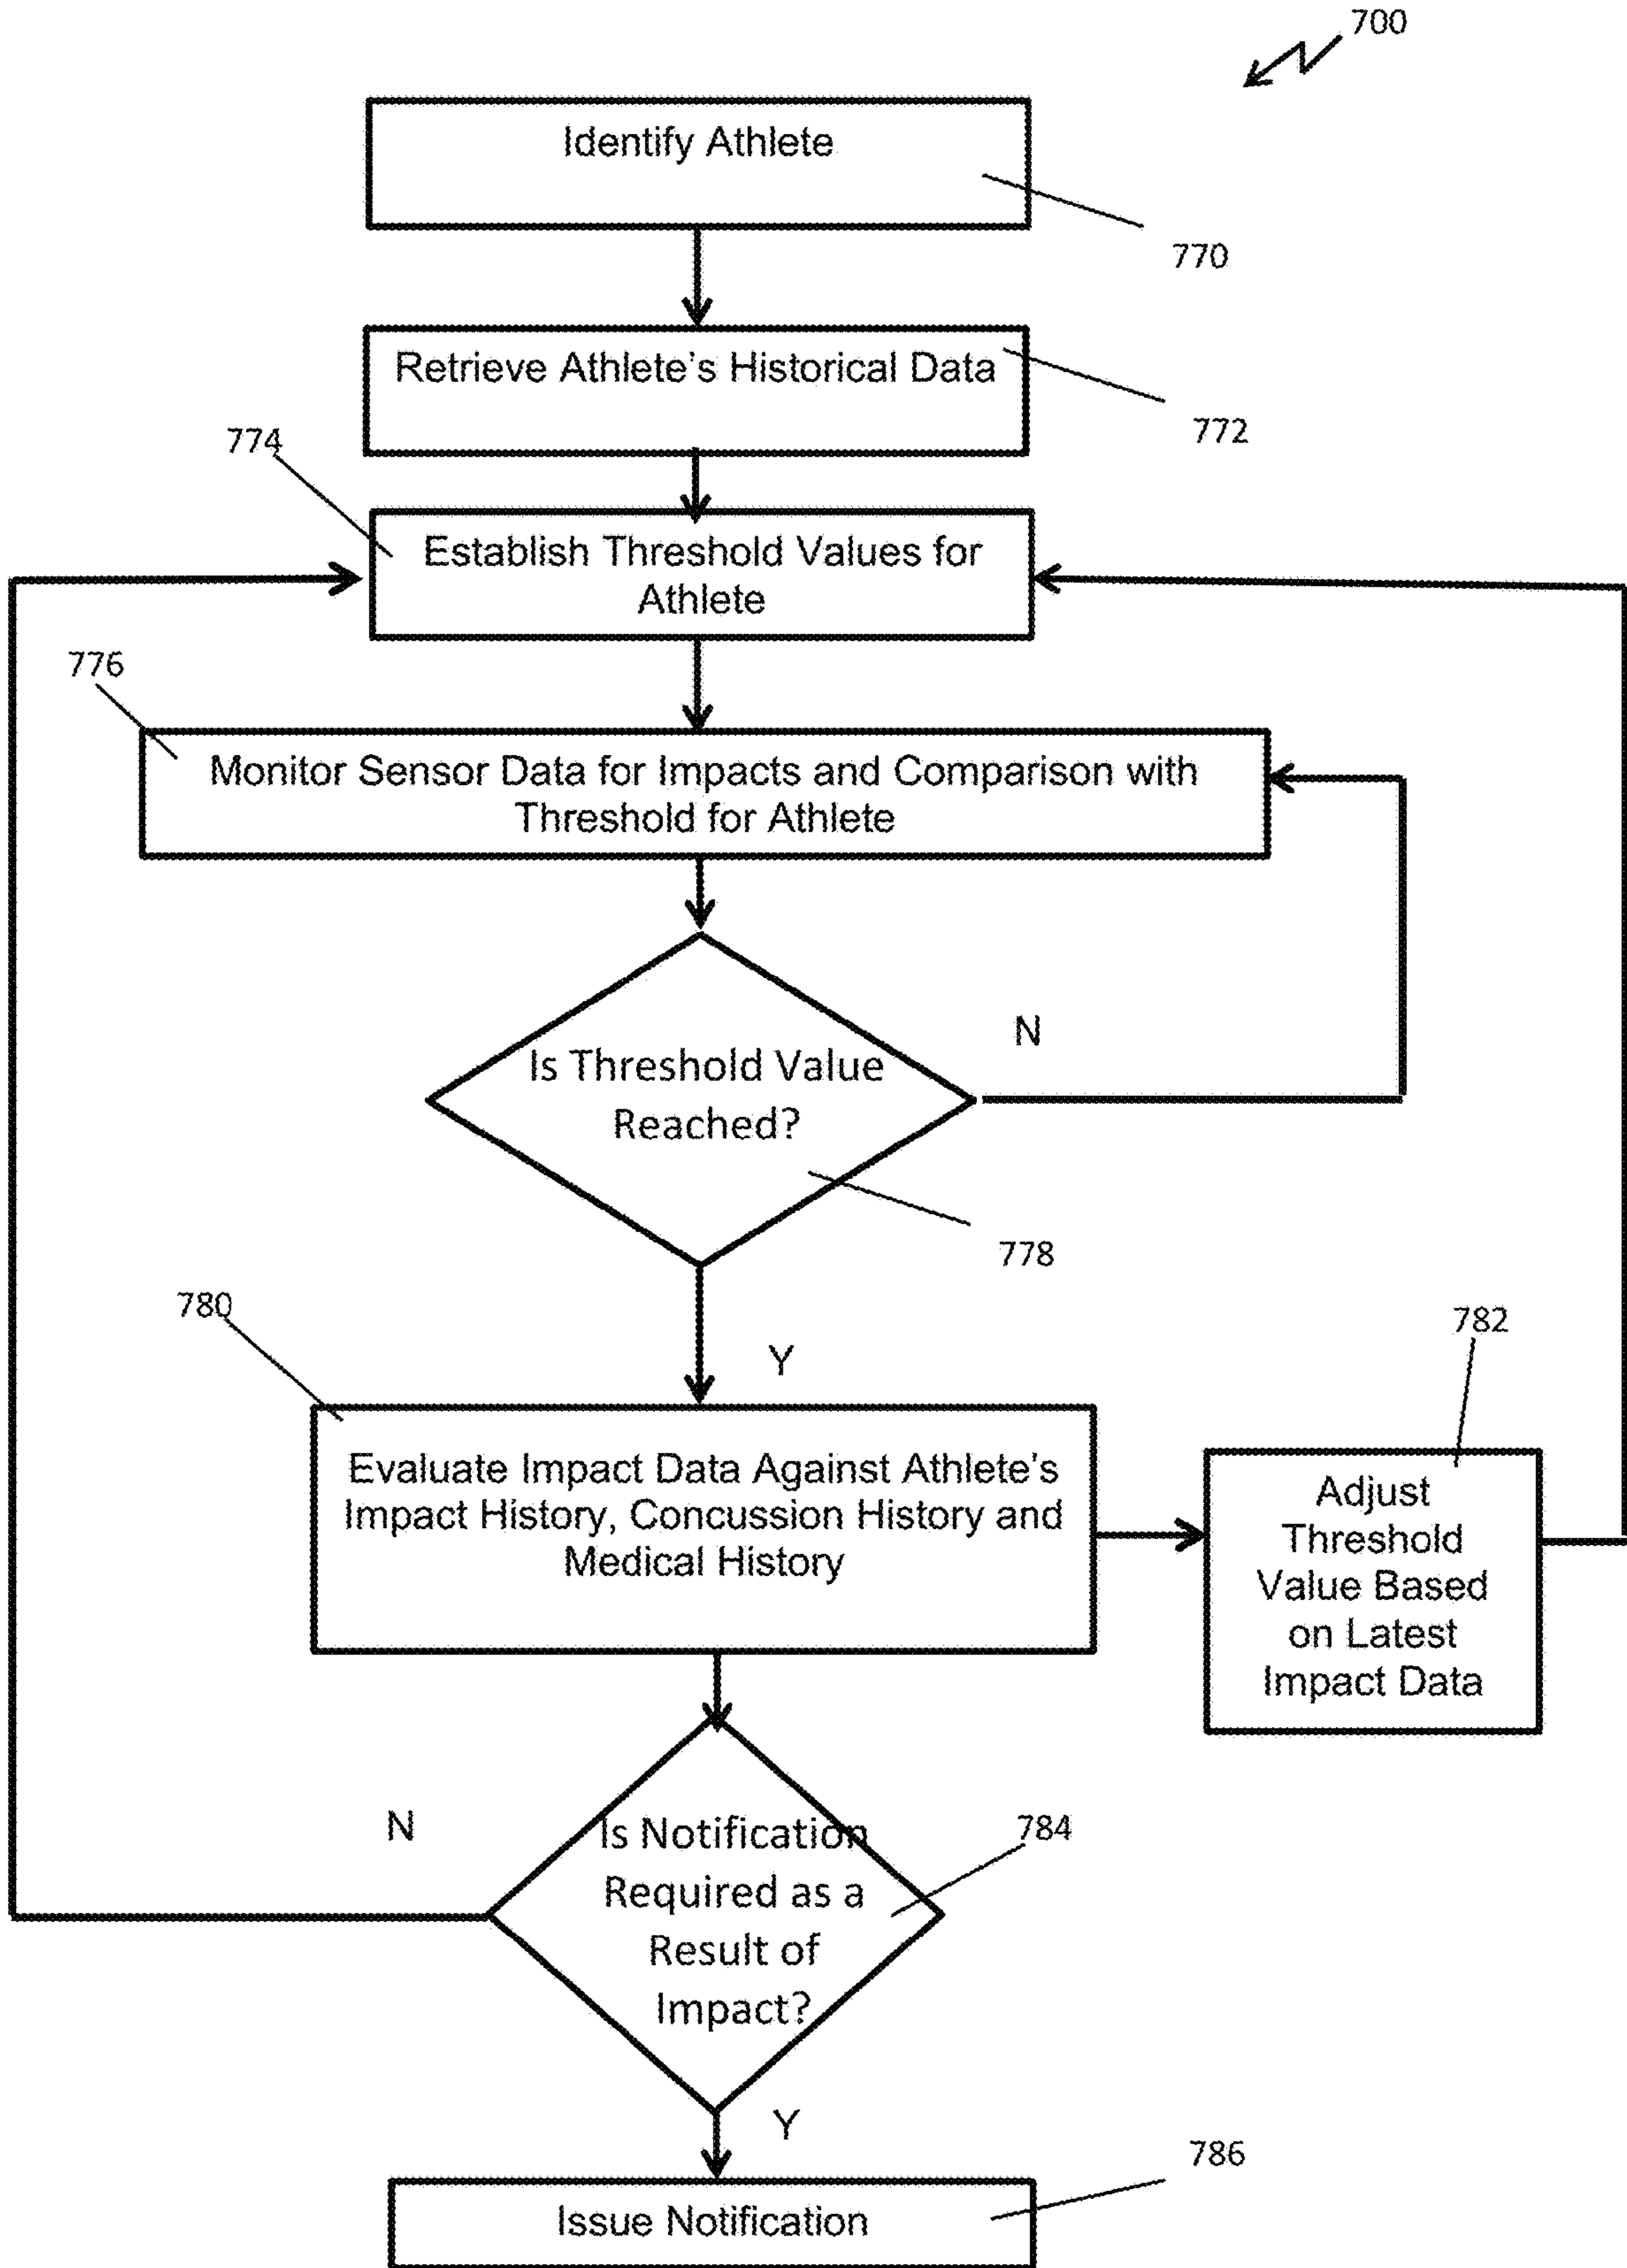 700
Identify Athlete
770
Retrieve Athlete's Historical Data
772
774
Establish Threshold Values for
Athlete
776
Monitor Sensor Data for Impacts and Comparison with
Threshold for Athlete
N
Is Threshold Value
Reached?
778
Y
780
782
Evaluate Impact Data Against Athlete's
Impact History, Concussion History and
Medical History
Adjust
Threshold
Value Based
on Latest
Impact Data
N
Is Notification
Required as a
Result of
Impact?
784
Y
786
Issue Notification